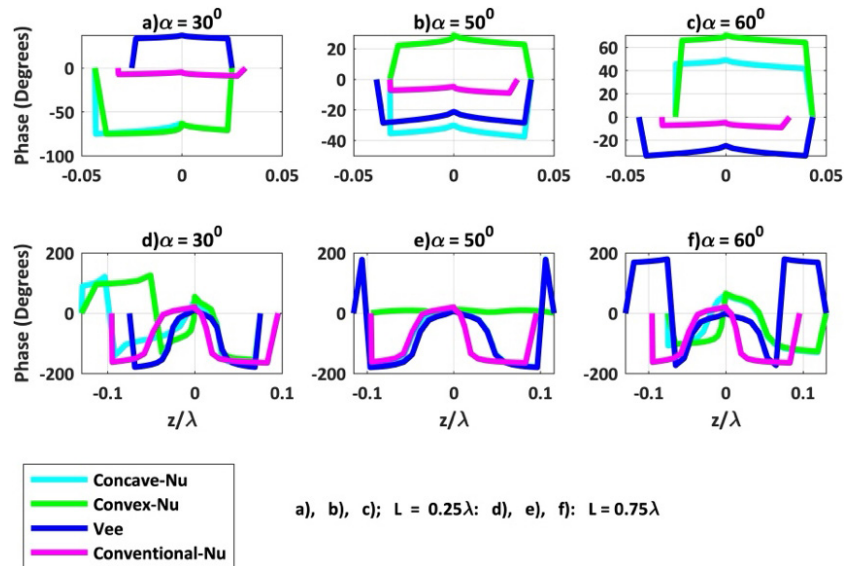 a)α = 30⁰
b)α = 50⁰
c)α = 60⁰
Phase (Degrees)
0
-50
-100
-0.05 0 0.05
20
0
-20
-40
-0.05 0 0.05
60
40
20
0
-20
-0.05 0 0.05
d)α = 30⁰
e)α = 50⁰
f)α = 60⁰
Phase (Degrees)
200
0
-200
-0.1 0 0.1
z/λ
200
0
-200
-0.1 0 0.1
z/λ
200
0
-200
-0.1 0 0.1
z/λ
Concave-Nu
Convex-Nu
Vee
Conventional-Nu
a), b), c); L = 0.25λ: d), e), f): L = 0.75λ